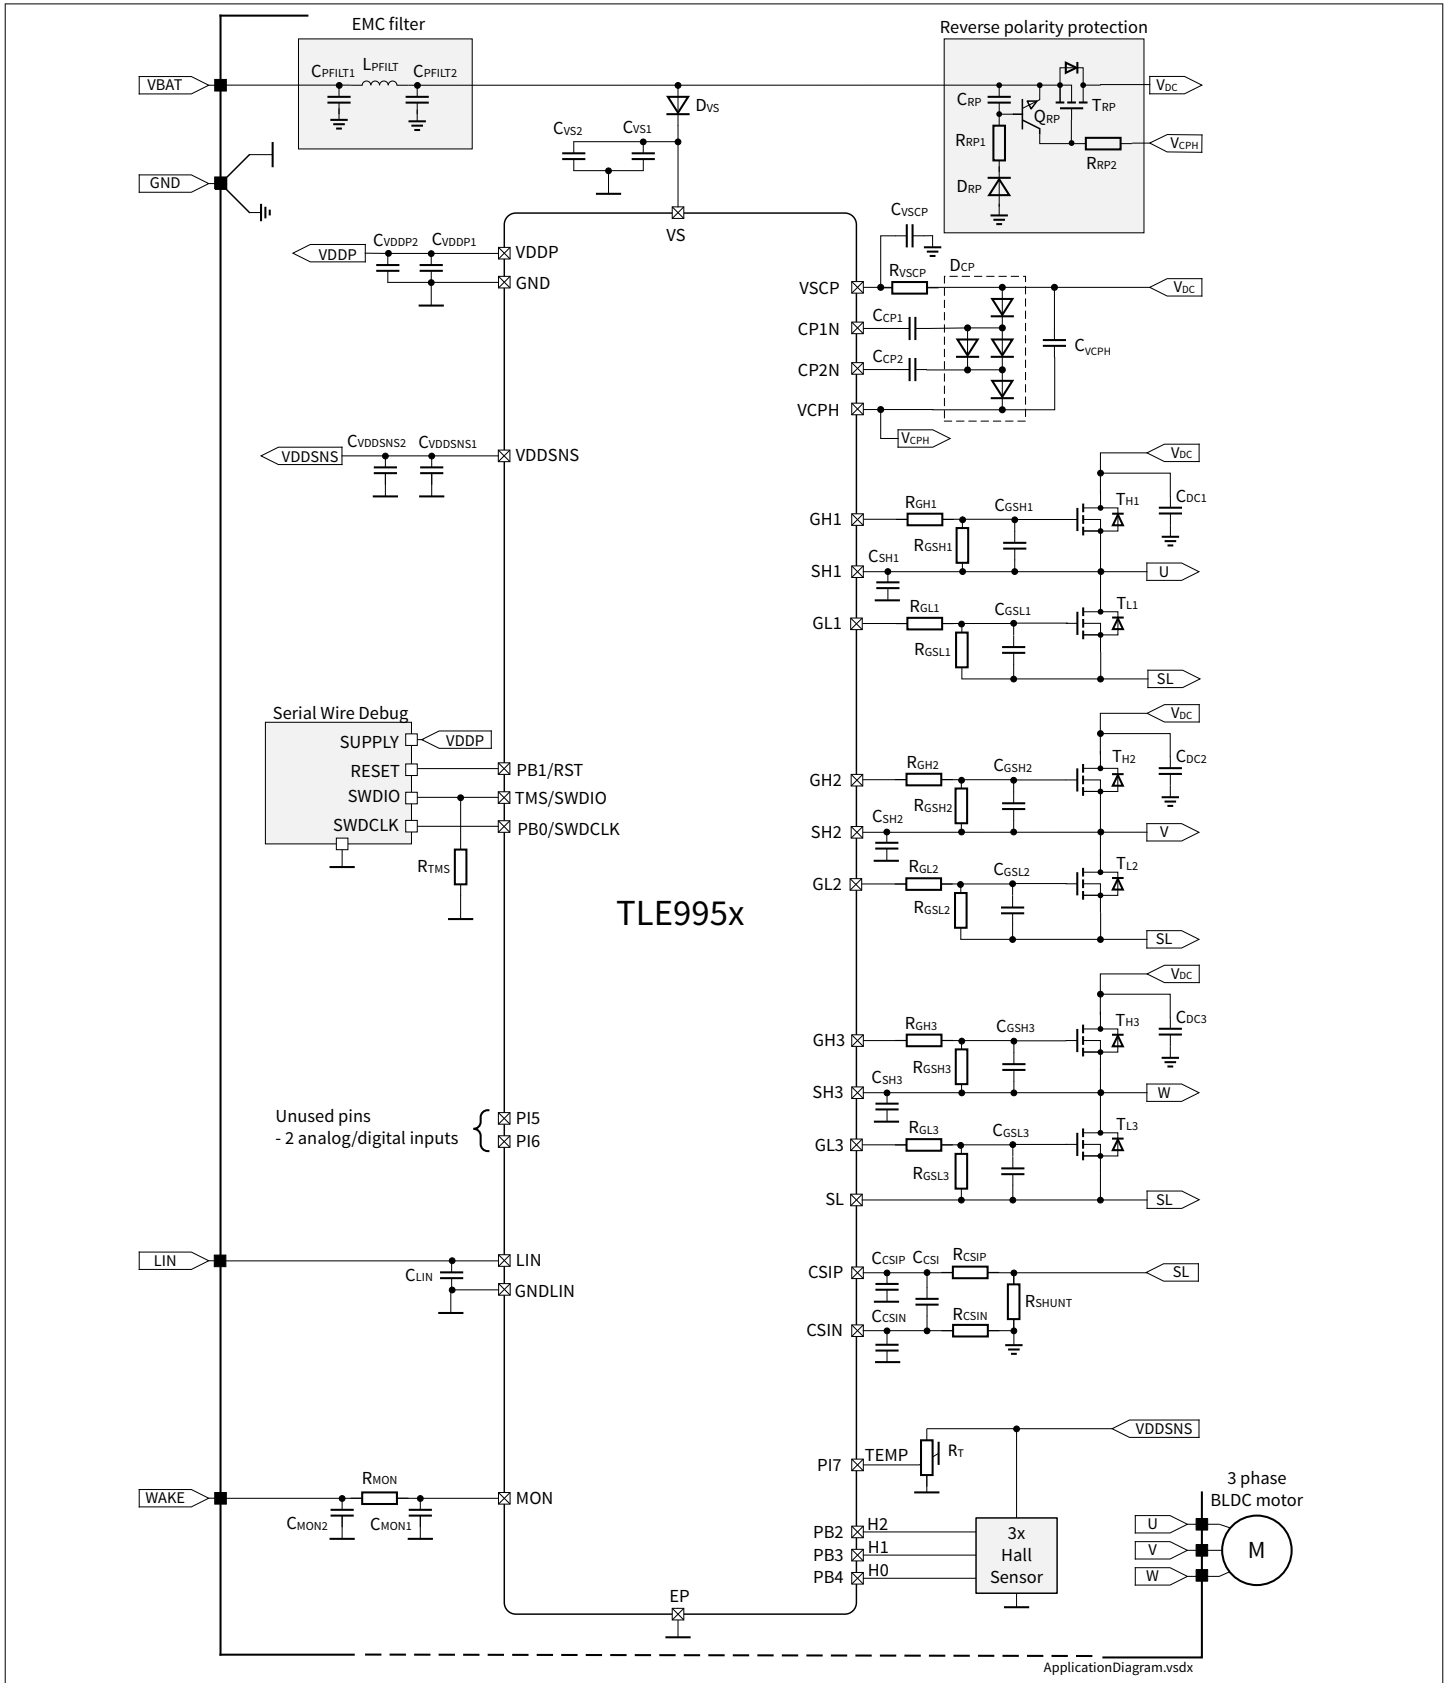 EMC filter
Reverse polarity protection
VBAT
CPFILT1
LPFILT
CPFILT2
DVS
CRP
QRP
TRP
VDC
RRP1
RRP2
VCPH
DRP
CVS2
CVS1
GND
VS
VDDP
CVDDP2
CVDDP1
VDDP
GND
CVSCP
VSCP
RVSCP
DCP
VDC
CP1N
CCP1
CP2N
CCP2
CVCPH
VCPH
VCPH
VDDSNS
CVDDSNS2
CVDDSNS1
VDDSNS
VDC
GH1
RGH1
CGSH1
TH1
CDC1
RGSH1
SH1
CSH1
U
GL1
RGL1
CGSL1
TL1
RGSL1
SL
Serial Wire Debug
SUPPLY
VDDP
RESET
PB1/RST
SWDIO
TMS/SWDIO
SWDCLK
PB0/SWDCLK
RTMS
VDC
GH2
RGH2
CGSH2
TH2
CDC2
RGSH2
SH2
CSH2
V
GL2
RGL2
CGSL2
TL2
RGSL2
SL
TLE995x
VDC
GH3
RGH3
CGSH3
TH3
CDC3
RGSH3
SH3
CSH3
W
GL3
RGL3
CGSL3
TL3
RGSL3
SL
SL
Unused pins
- 2 analog/digital inputs
PI5
PI6
LIN
CLIN
LIN
GNDLIN
CSIP
CCSIP
CCSI
RCSIP
SL
RSHUNT
CSIN
CCSIN
RCSIN
VDDSNS
PI7
TEMP
RT
WAKE
RMON
CMON2
CMON1
MON
PB2
H2
PB3
H1
PB4
H0
3x
Hall
Sensor
3 phase
BLDC motor
U
V
W
M
EP
ApplicationDiagram.vsdx